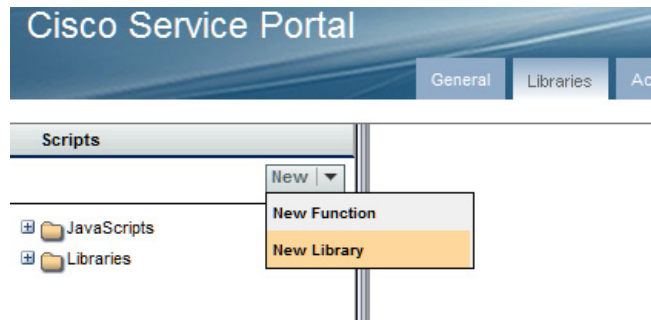 Cisco Service Portal
General
Libraries
Scripts
New
New Function
New Library
JavaScripts
Libraries